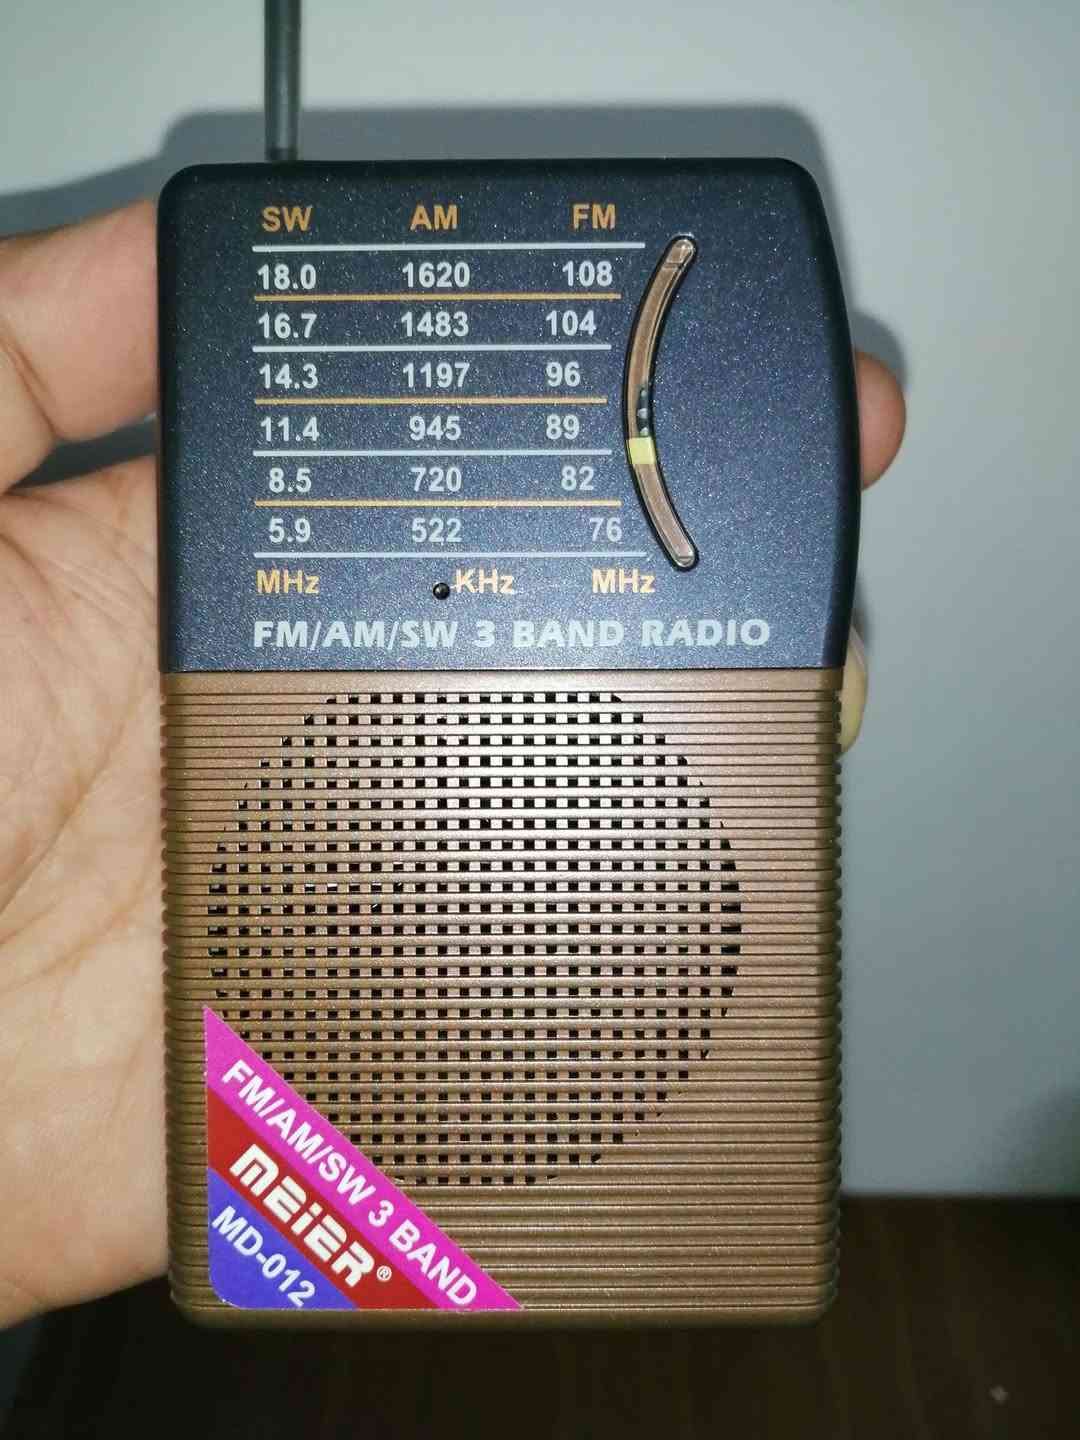 SW AM FM
18.0 1620 108
16.7 1483 104
14.3 1197 96
11.4 945 89
8.5 720 82
5.9 522 76
MHz KHz MHz
FM/AM/SW 3 BAND RADIO
FM/AM/SW 3 BAND
MEiER®
MD-012